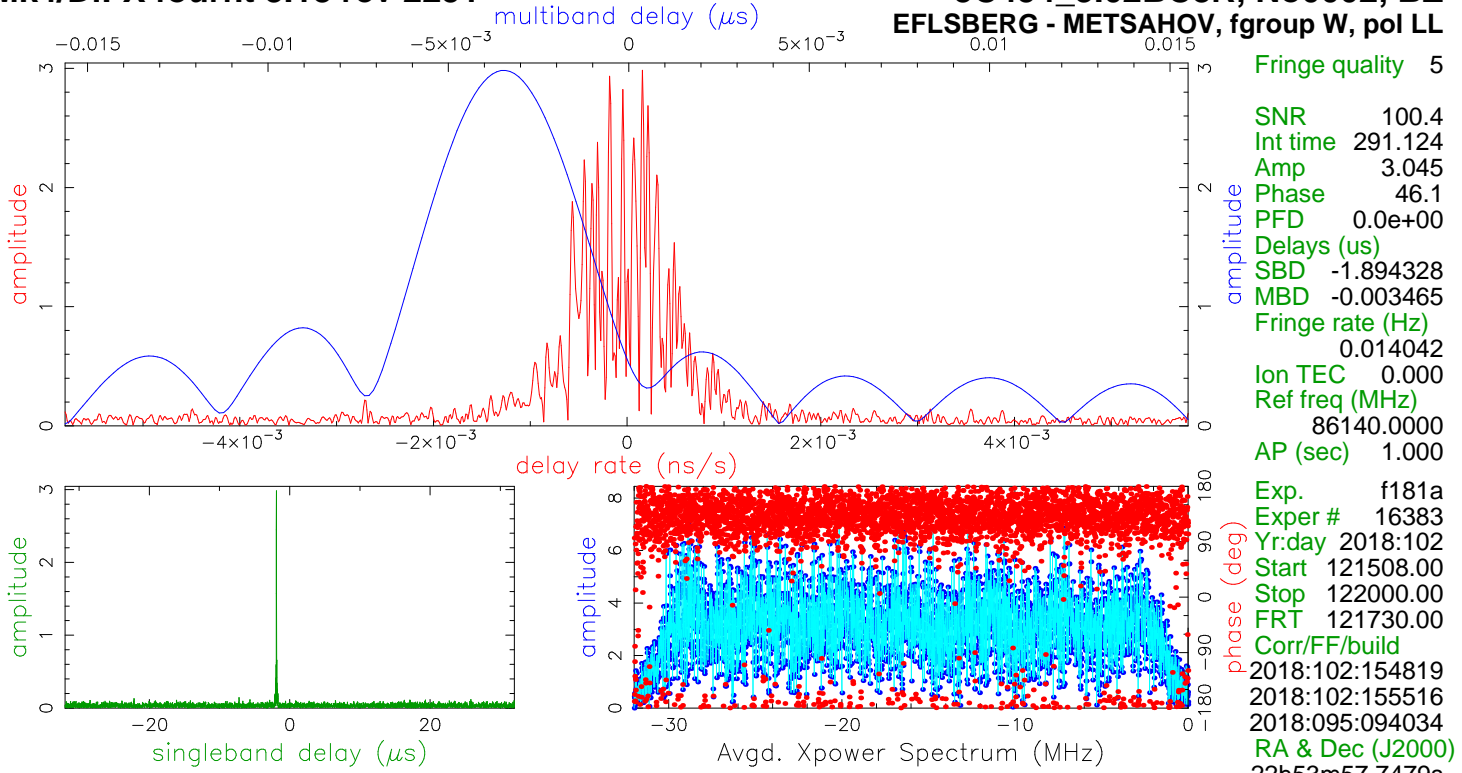 multiband delay (μs)
EFLSBERG - METSAHOV, fgroup W, pol LL
−0.015 −0.01 −5×10⁻³ 0 5×10⁻³ 0.01 0.015
Fringe quality 5
SNR 100.4
Int time 291.124
Amp 3.045
Phase 46.1
PFD 0.0e+00
Delays (us)
SBD -1.894328
MBD -0.003465
Fringe rate (Hz)
0.014042
Ion TEC 0.000
Ref freq (MHz)
86140.0000
AP (sec) 1.000
Exp. f181a
Exper # 16383
Yr:day 2018:102
Start 121508.00
Stop 122000.00
FRT 121730.00
Corr/FF/build
2018:102:154819
2018:102:155516
2018:095:094034
RA & Dec (J2000)
amplitude
0 1 2 3
amplitude
0 1 2 3
−4×10⁻³ −2×10⁻³ 0 2×10⁻³ 4×10⁻³
delay rate (ns/s)
amplitude
0 1 2 3
−20 0 20
singleband delay (μs)
amplitude
0 2 4 6 8
phase (deg)
−180 −90 0 90 180
−30 −20 −10 0
Avgd. Xpower Spectrum (MHz)